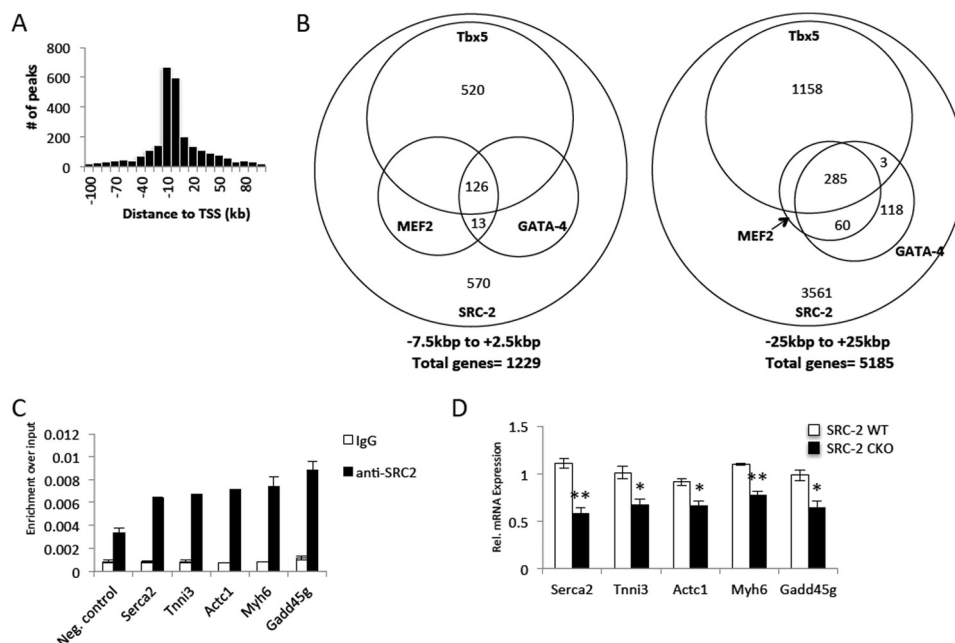 A
800
600
400
200
0
# of peaks
-100
-70
-40
-10
20
50
80
Distance to TSS (kb)
B
Tbx5
520
126
MEF2
GATA-4
13
570
SRC-2
-7.5kbp to +2.5kbp
Total genes= 1229
Tbx5
1158
3
285
118
60
MEF2
GATA-4
3561
SRC-2
-25kbp to +25kbp
Total genes= 5185
C
Enrichment over input
0.012
0.01
0.008
0.006
0.004
0.002
0
IgG
anti-SRC2
Neg. control
Serca2
Tnni3
Actc1
Myh6
Gadd45g
D
Rel. mRNA Expression
1.5
1
0.5
0
SRC-2 WT
SRC-2 CKO
**
*
*
**
*
Serca2
Tnni3
Actc1
Myh6
Gadd45g